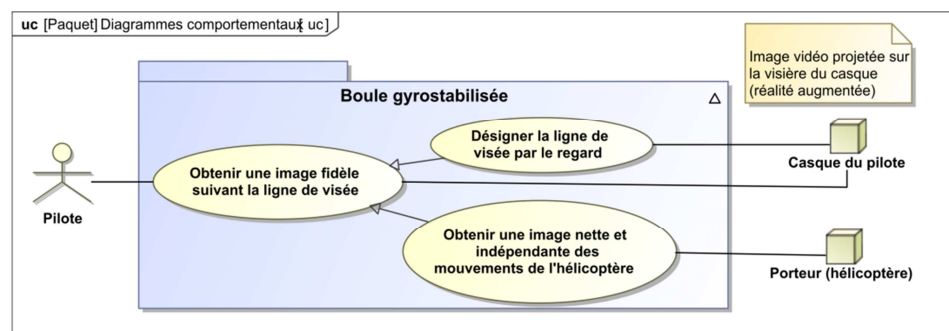 uc [Paquet] Diagrammes comportementaux[ uc]
Image vidéo projetée sur
la visière du casque
(réalité augmentée)
Boule gyrostabilisée
Désigner la ligne de
visée par le regard
Casque du pilote
Obtenir une image fidèle
suivant la ligne de visée
Pilote
Obtenir une image nette et
indépendante des
mouvements de l'hélicoptère
Porteur (hélicoptère)